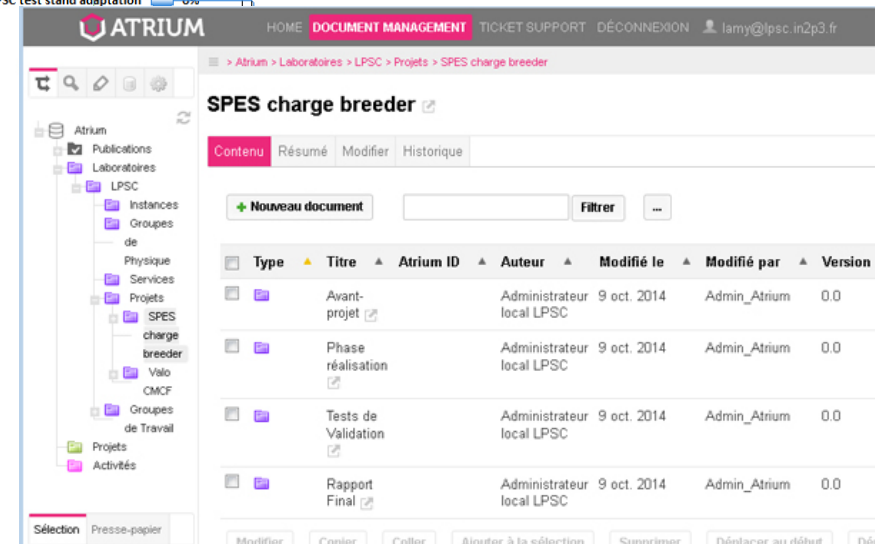 PSC test stand adaptation 0%
ATRIUM
HOME DOCUMENT MANAGEMENT TICKET SUPPORT DÉCONNEXION lamy@lpsc.in2p3.fr
> Atrium > Laboratoires > LPSC > Projets > SPES charge breeder
SPES charge breeder
Contenu Résumé Modifier Historique
+ Nouveau document Filtrer ...
Type Titre Atrium ID Auteur Modifié le Modifié par Version
Avant-
projet
Administrateur
local LPSC
9 oct. 2014 Admin_Atrium 0.0
Phase
réalisation
Administrateur
local LPSC
9 oct. 2014 Admin_Atrium 0.0
Tests de
Validation
Administrateur
local LPSC
9 oct. 2014 Admin_Atrium 0.0
Rapport
Final
Administrateur
local LPSC
9 oct. 2014 Admin_Atrium 0.0
Modifier Copier Coller Ajouter à la sélection Supprimer Déplacer au début
Atrium
Publications
Laboratoires
LPSC
Instances
Groupes
de
Physique
Services
Projets
SPES
charge
breeder
Valo
CMCF
Groupes
de Travail
Projets
Activités
Sélection Presse-papier